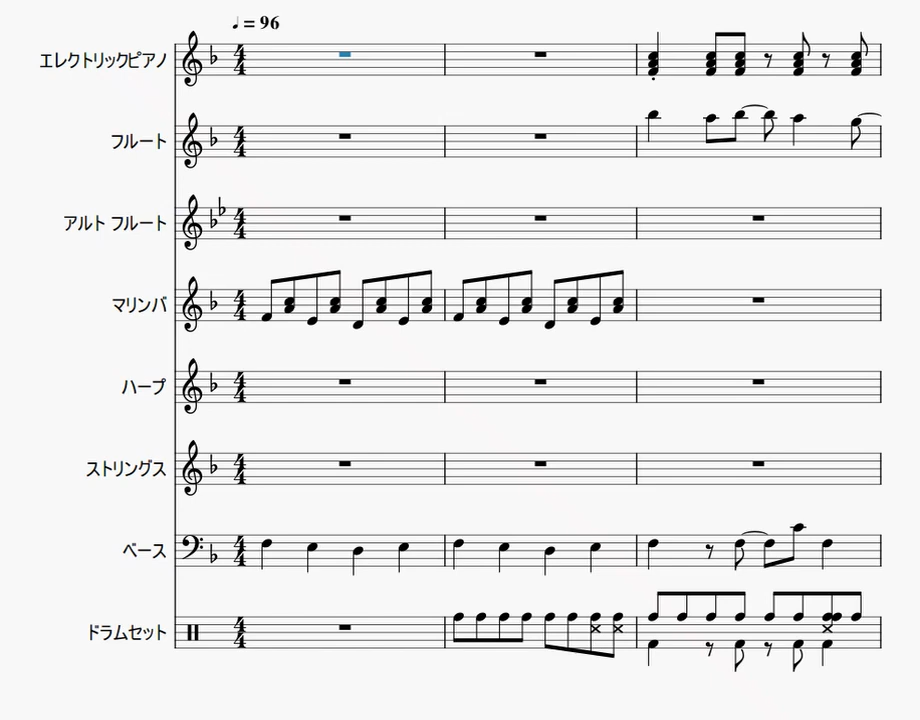 ♩= 96
エレクトリックピアノ
フルート
アルト フルート
マリンバ
ハープ
ストリングス
ベース
ドラムセット